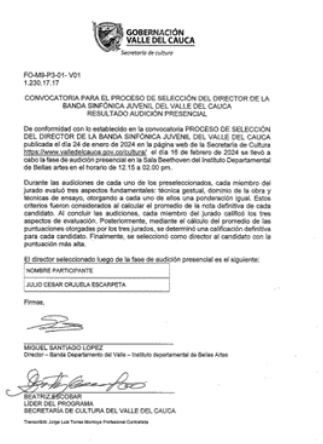 GOBERNACIÓN
VALLE DEL CAUCA
Secretaría de cultura
FO-M9-P3-01- V01
1.230.17.17
CONVOCATORIA PARA EL PROCESO DE SELECCIÓN DEL DIRECTOR DE LA
BANDA SINFÓNICA JUVENIL DEL VALLE DEL CAUCA
RESULTADO AUDICIÓN PRESENCIAL
De conformidad con lo establecido en la convocatoria PROCESO DE SELECCIÓN
DEL DIRECTOR DE LA BANDA SINFÓNICA JUVENIL DEL VALLE DEL CAUCA
publicada el día 24 de enero de 2024 en la página web de la Secretaría de Cultura
https://www.valledelcauca.gov.co/cultura/ el día 16 de febrero de 2024 se llevó a
cabo la fase de audición presencial en la Sala Beethoven del Instituto Departamental
de Bellas artes en el horario de 12.15 a 02.00 pm.
Durante las audiciones de cada uno de los preseleccionados, cada miembro del
jurado evaluó tres aspectos fundamentales: técnica gestual, dominio de la obra y
técnicas de ensayo, otorgando a cada uno de ellos una ponderación igual. Estos
criterios fueron considerados al calcular el promedio de la nota definitiva de cada
candidato. Al concluir las audiciones, cada miembro del jurado calificó los tres
aspectos de evaluación. Posteriormente, mediante el cálculo del promedio de las
puntuaciones otorgadas por los tres jurados, se determinó una calificación definitiva
para cada candidato. Finalmente, se seleccionó como director al candidato con la
puntuación más alta.
El director seleccionado luego de la fase de audición presencial es el siguiente:
NOMBRE PARTICIPANTE
JULIO CESAR ORJUELA ESCARPETA
Firmas,
MIGUEL SANTIAGO LOPEZ
Director – Banda Departamento del Valle – Instituto departamental de Bellas Artes
BEATRIZ ESCOBAR
LÍDER DEL PROGRAMA
SECRETARÍA DE CULTURA DEL VALLE DEL CAUCA
Transcribió: Jorge Luis Torres Montoya Profesional Contratista